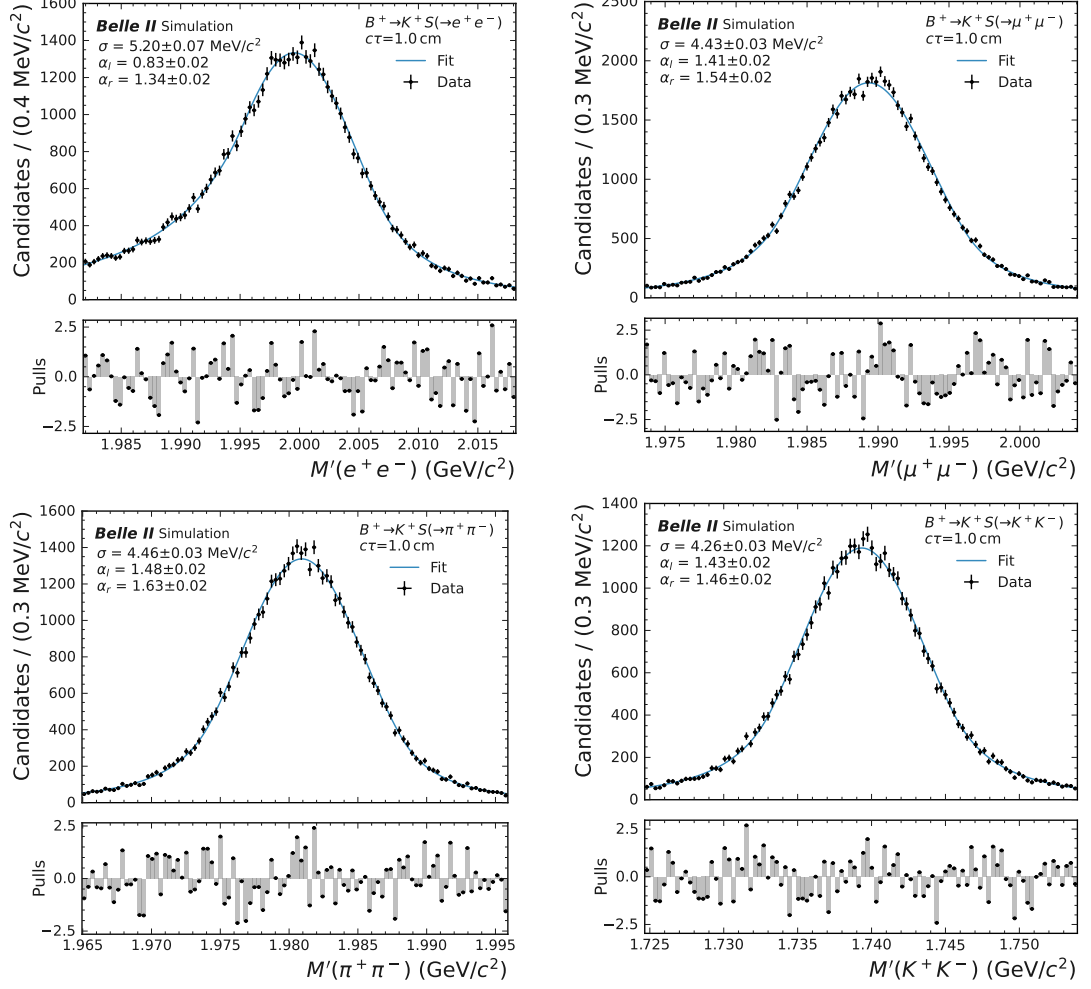 Belle II Simulation
σ = 5.20±0.07 MeV/c²
αₗ = 0.83±0.02
αᵣ = 1.34±0.02
B⁺→K⁺S(→e⁺e⁻)
cτ=1.0 cm
Fit
Data
Candidates / (0.4 MeV/c²)
1600
1400
1200
1000
800
600
400
200
0
Pulls
2.5
0.0
−2.5
1.985 1.990 1.995 2.000 2.005 2.010 2.015
M′(e⁺e⁻) (GeV/c²)
Belle II Simulation
σ = 4.43±0.03 MeV/c²
αₗ = 1.41±0.02
αᵣ = 1.54±0.02
B⁺→K⁺S(→μ⁺μ⁻)
cτ=1.0 cm
Fit
Data
Candidates / (0.3 MeV/c²)
2500
2000
1500
1000
500
0
Pulls
2.5
0.0
−2.5
1.975 1.980 1.985 1.990 1.995 2.000
M′(μ⁺μ⁻) (GeV/c²)
Belle II Simulation
σ = 4.46±0.03 MeV/c²
αₗ = 1.48±0.02
αᵣ = 1.63±0.02
B⁺→K⁺S(→π⁺π⁻)
cτ=1.0 cm
Fit
Data
Candidates / (0.3 MeV/c²)
1600
1400
1200
1000
800
600
400
200
0
Pulls
2.5
0.0
−2.5
1.965 1.970 1.975 1.980 1.985 1.990 1.995
M′(π⁺π⁻) (GeV/c²)
Belle II Simulation
σ = 4.26±0.03 MeV/c²
αₗ = 1.43±0.02
αᵣ = 1.46±0.02
B⁺→K⁺S(→K⁺K⁻)
cτ=1.0 cm
Fit
Data
Candidates / (0.3 MeV/c²)
1400
1200
1000
800
600
400
200
0
Pulls
2.5
0.0
−2.5
1.725 1.730 1.735 1.740 1.745 1.750
M′(K⁺K⁻) (GeV/c²)